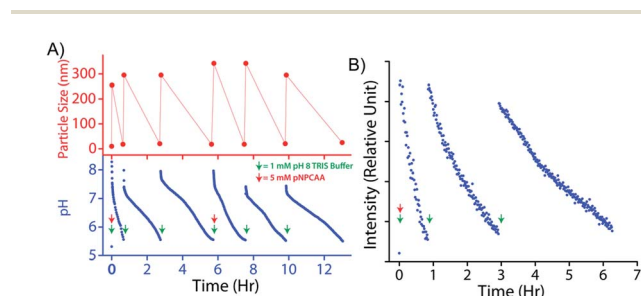 A)
Particle Size (nm)
300
200
100
0
= 1 mM pH 8 TRIS Buffer
= 5 mM pNPCAA
pH
8
7
6
5
0 2 4 6 8 10 12
Time (Hr)
B)
Intensity (Relative Unit)
0 1 2 3 4 5 6 7
Time (Hr)